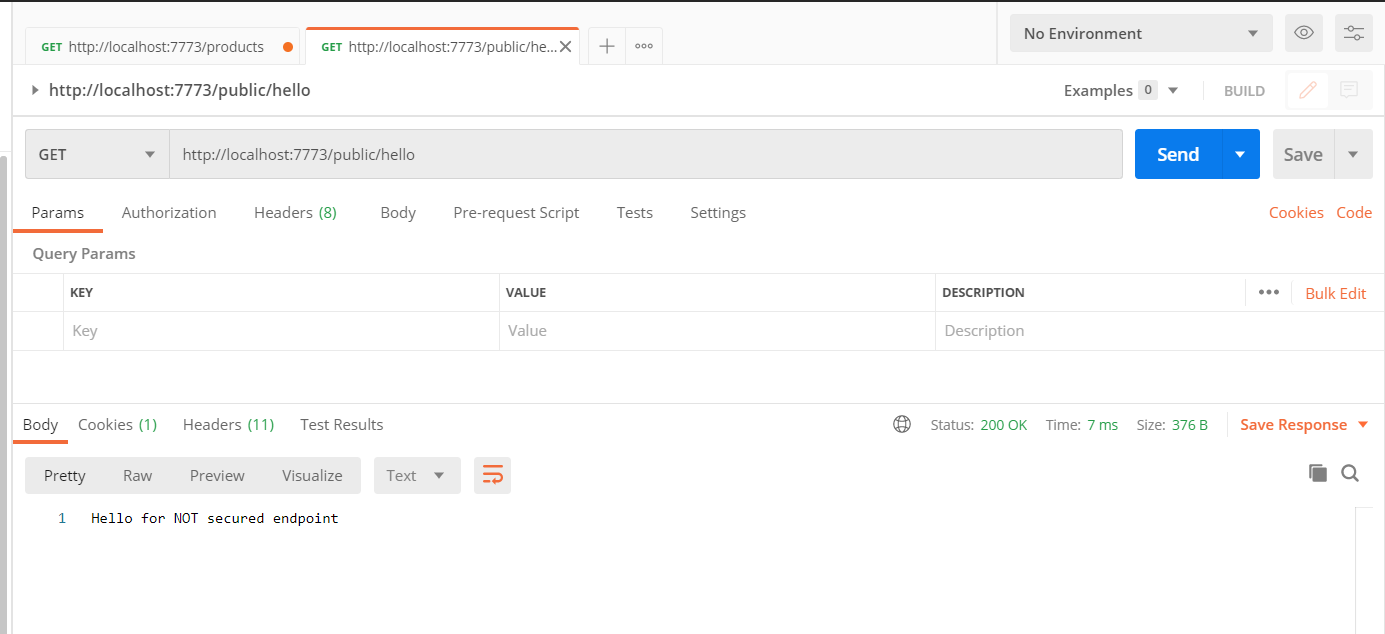 GET http://localhost:7773/products GET http://localhost:7773/public/he... No Environment
http://localhost:7773/public/hello Examples 0 BUILD
GET http://localhost:7773/public/hello Send Save
Params Authorization Headers (8) Body Pre-request Script Tests Settings Cookies Code
Query Params
KEY VALUE DESCRIPTION Bulk Edit
Key Value Description
Body Cookies (1) Headers (11) Test Results Status: 200 OK Time: 7 ms Size: 376 B Save Response
Pretty Raw Preview Visualize Text
1 Hello for NOT secured endpoint